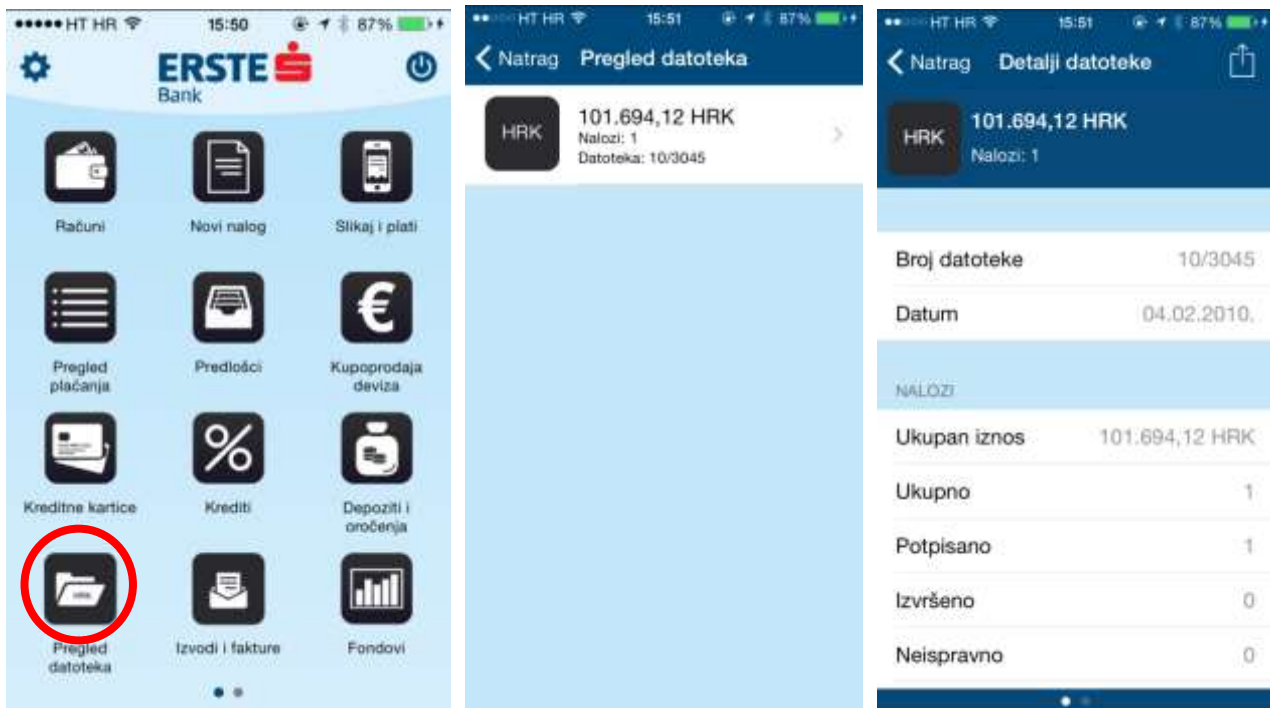 HT HR 15:50 87%
ERSTE
Bank
Računi Novi nalog Slikaj i plati
€
Pregled plaćanja Predlošci Kupoprodaja deviza
%
Kreditne kartice Krediti Depoziti i oročenja
HRK
Pregled datoteka Izvodi i fakture Fondovi
HT HR 15:51 87%
Natrag Pregled datoteka
HRK
101.694,12 HRK
Nalozi: 1
Datoteka: 10/3045
HT HR 15:51 87%
Natrag Detalji datoteke
HRK
101.694,12 HRK
Nalozi: 1
Broj datoteke 10/3045
Datum 04.02.2010.
NALOZI
Ukupan iznos 101.694,12 HRK
Ukupno 1
Potpisano 1
Izvršeno 0
Neispravno 0